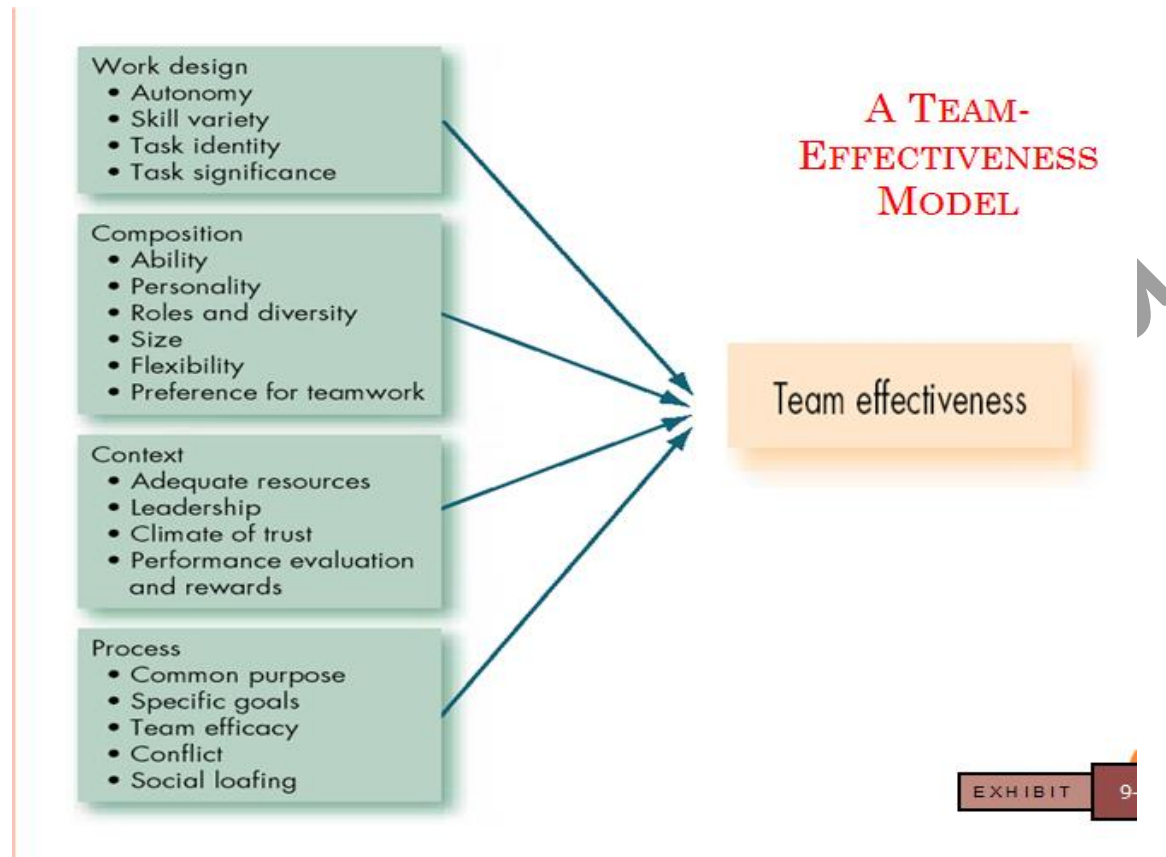 Work design
• Autonomy
• Skill variety
• Task identity
• Task significance
Composition
• Ability
• Personality
• Roles and diversity
• Size
• Flexibility
• Preference for teamwork
Context
• Adequate resources
• Leadership
• Climate of trust
• Performance evaluation
and rewards
Process
• Common purpose
• Specific goals
• Team efficacy
• Conflict
• Social loafing
A TEAM-
EFFECTIVENESS
MODEL
Team effectiveness
EXHIBIT 9-